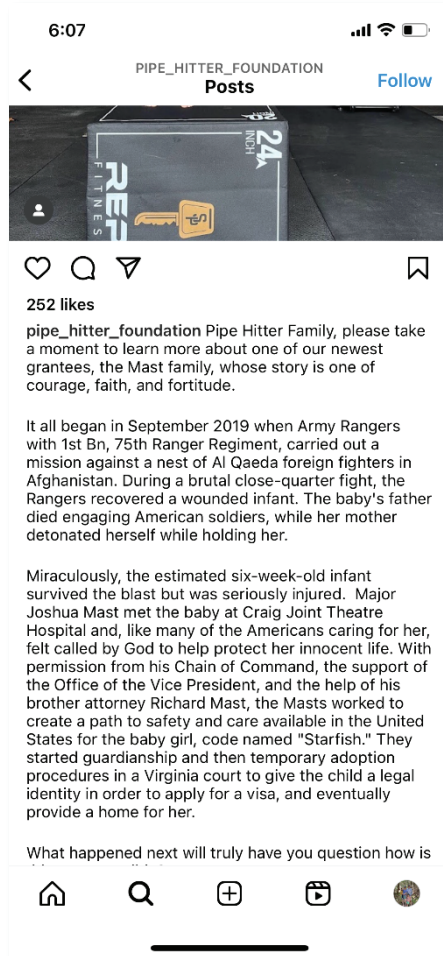 6:07
PIPE_HITTER_FOUNDATION
Posts
Follow
24
INCH
REP
FITNES
252 likes
pipe_hitter_foundation Pipe Hitter Family, please take
a moment to learn more about one of our newest
grantees, the Mast family, whose story is one of
courage, faith, and fortitude.
It all began in September 2019 when Army Rangers
with 1st Bn, 75th Ranger Regiment, carried out a
mission against a nest of Al Qaeda foreign fighters in
Afghanistan. During a brutal close-quarter fight, the
Rangers recovered a wounded infant. The baby's father
died engaging American soldiers, while her mother
detonated herself while holding her.
Miraculously, the estimated six-week-old infant
survived the blast but was seriously injured.  Major
Joshua Mast met the baby at Craig Joint Theatre
Hospital and, like many of the Americans caring for her,
felt called by God to help protect her innocent life. With
permission from his Chain of Command, the support of
the Office of the Vice President, and the help of his
brother attorney Richard Mast, the Masts worked to
create a path to safety and care available in the United
States for the baby girl, code named "Starfish." They
started guardianship and then temporary adoption
procedures in a Virginia court to give the child a legal
identity in order to apply for a visa, and eventually
provide a home for her.
What happened next will truly have you question how is